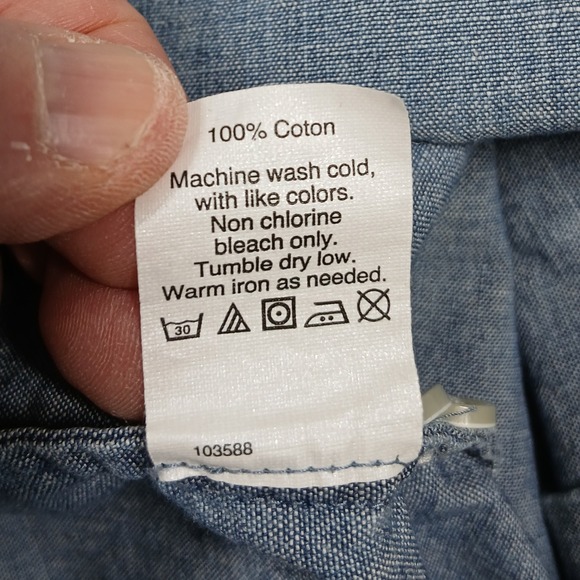 100% Coton
Machine wash cold,
with like colors.
Non chlorine
bleach only.
Tumble dry low.
Warm iron as needed.
30
103588